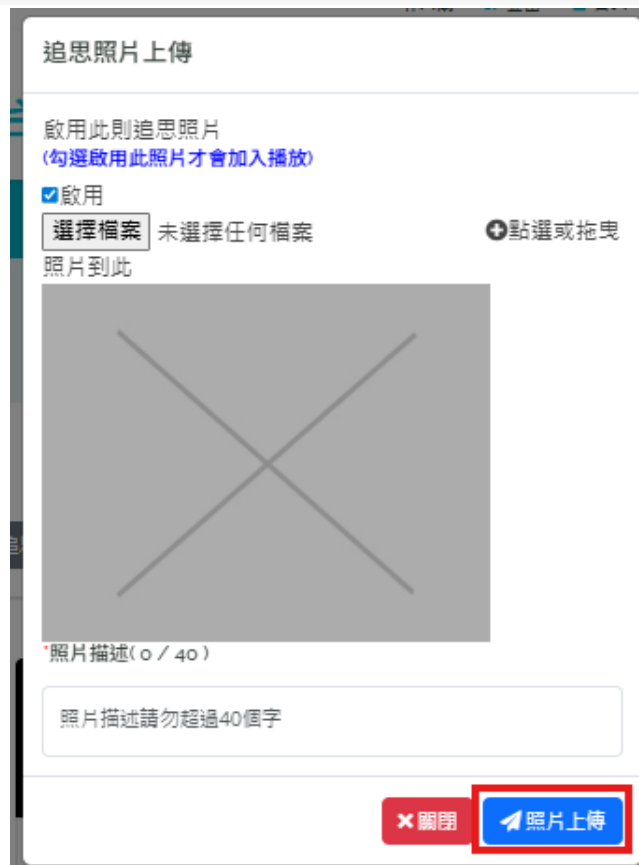 追思照片上傳
啟用此則追思照片
(勾選啟用此照片才會加入播放)
啟用
選擇檔案 未選擇任何檔案 點選或拖曳
照片到此
*照片描述( 0 / 40 )
照片描述請勿超過40個字
關閉 照片上傳